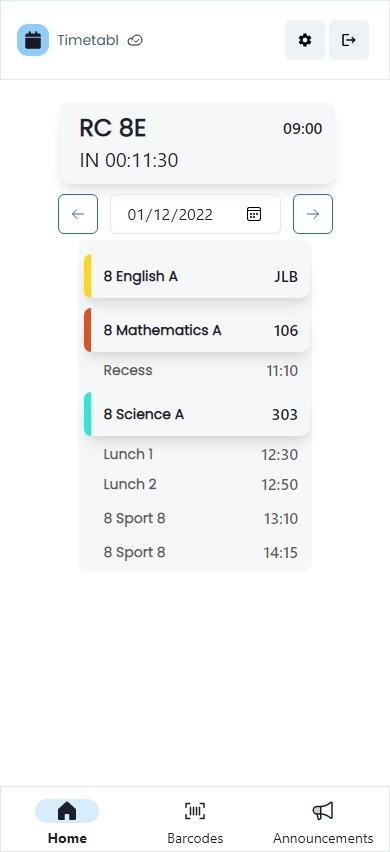 Timetabl
RC 8E 09:00
IN 00:11:30
01/12/2022
8 English A JLB
8 Mathematics A 106
Recess 11:10
8 Science A 303
Lunch 1 12:30
Lunch 2 12:50
8 Sport 8 13:10
8 Sport 8 14:15
Home Barcodes Announcements